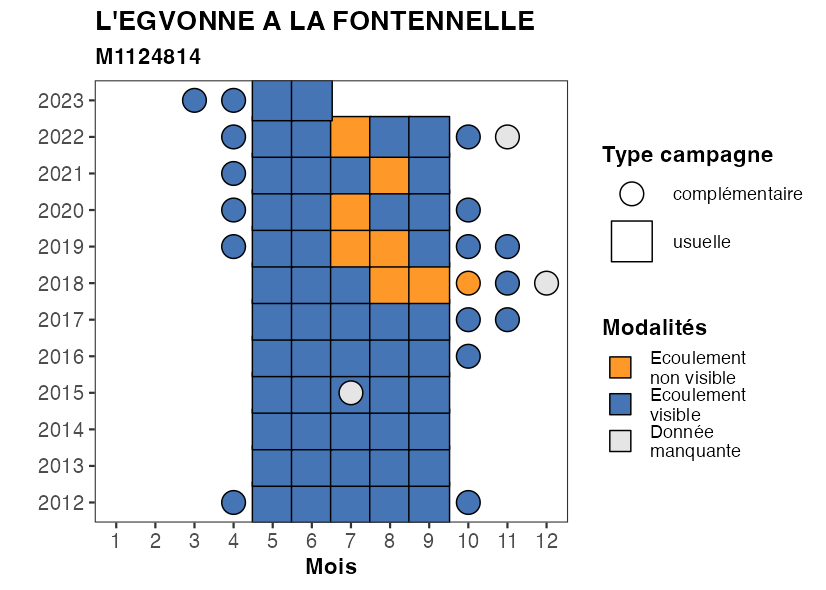 L'EGVONNE A LA FONTENNELLE
M1124814
2023
2022
2021
2020
2019
2018
2017
2016
2015
2014
2013
2012
1 2 3 4 5 6 7 8 9 10 11 12
Mois
Type campagne
complémentaire
usuelle
Modalités
Ecoulement
non visible
Ecoulement
visible
Donnée
manquante